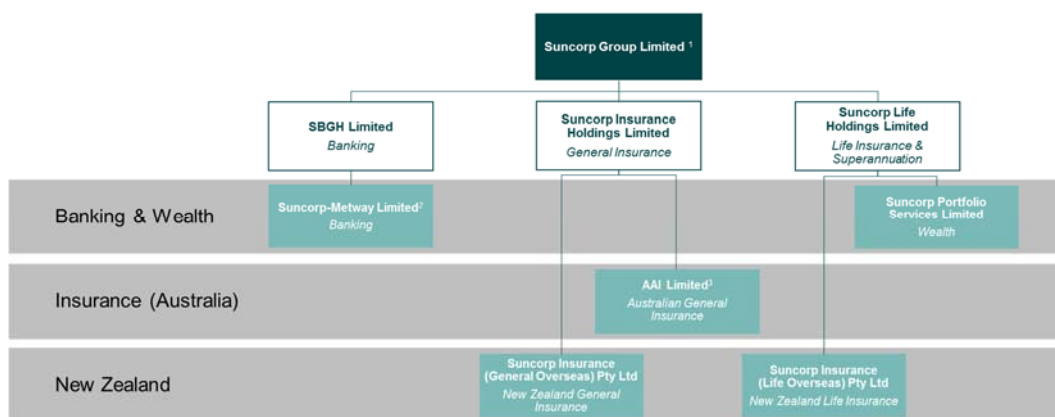 Suncorp Group Limited 1
SBGH Limited
Banking
Suncorp Insurance
Holdings Limited
General Insurance
Suncorp Life
Holdings Limited
Life Insurance &
Superannuation
Banking & Wealth
Suncorp-Metway Limited2
Banking
Suncorp Portfolio
Services Limited
Wealth
Insurance (Australia)
AAI Limited3
Australian General
Insurance
New Zealand
Suncorp Insurance
(General Overseas) Pty Ltd
New Zealand General
Insurance
Suncorp Insurance
(Life Overseas) Pty Ltd
New Zealand Life Insurance